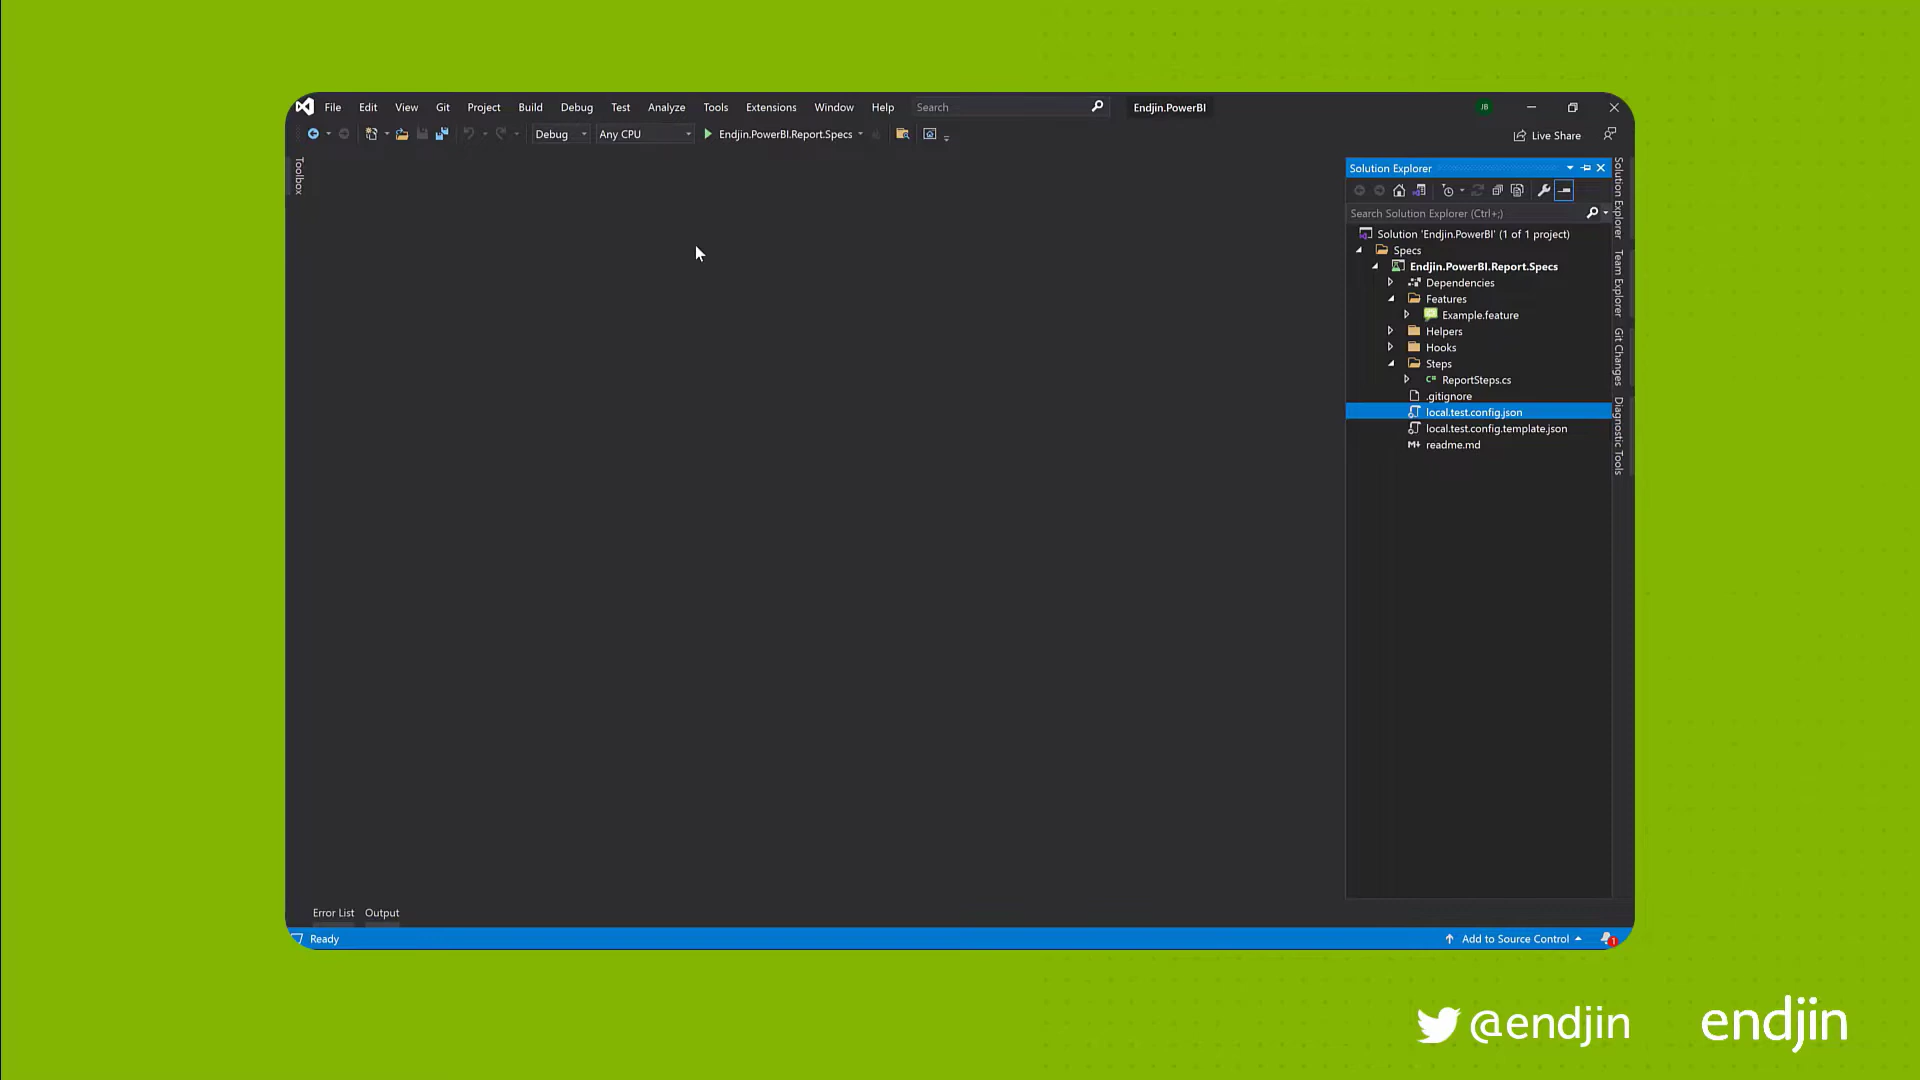 File Edit View Git Project Build Debug Test Analyze Tools Extensions Window Help Search Endjin.PowerBI JB
Debug Any CPU Endjin.PowerBI.Report.Specs Live Share
Toolbox
Solution Explorer
Search Solution Explorer (Ctrl+;)
Solution 'Endjin.PowerBI' (1 of 1 project)
Specs
Endjin.PowerBI.Report.Specs
Dependencies
Features
Example.feature
Helpers
Hooks
Steps
C# ReportSteps.cs
.gitignore
local.test.config.json
local.test.config.template.json
M+ readme.md
Solution Explorer
Team Explorer
Git Changes
Diagnostic Tools
Error List Output
Ready Add to Source Control 1
@endjin endjin